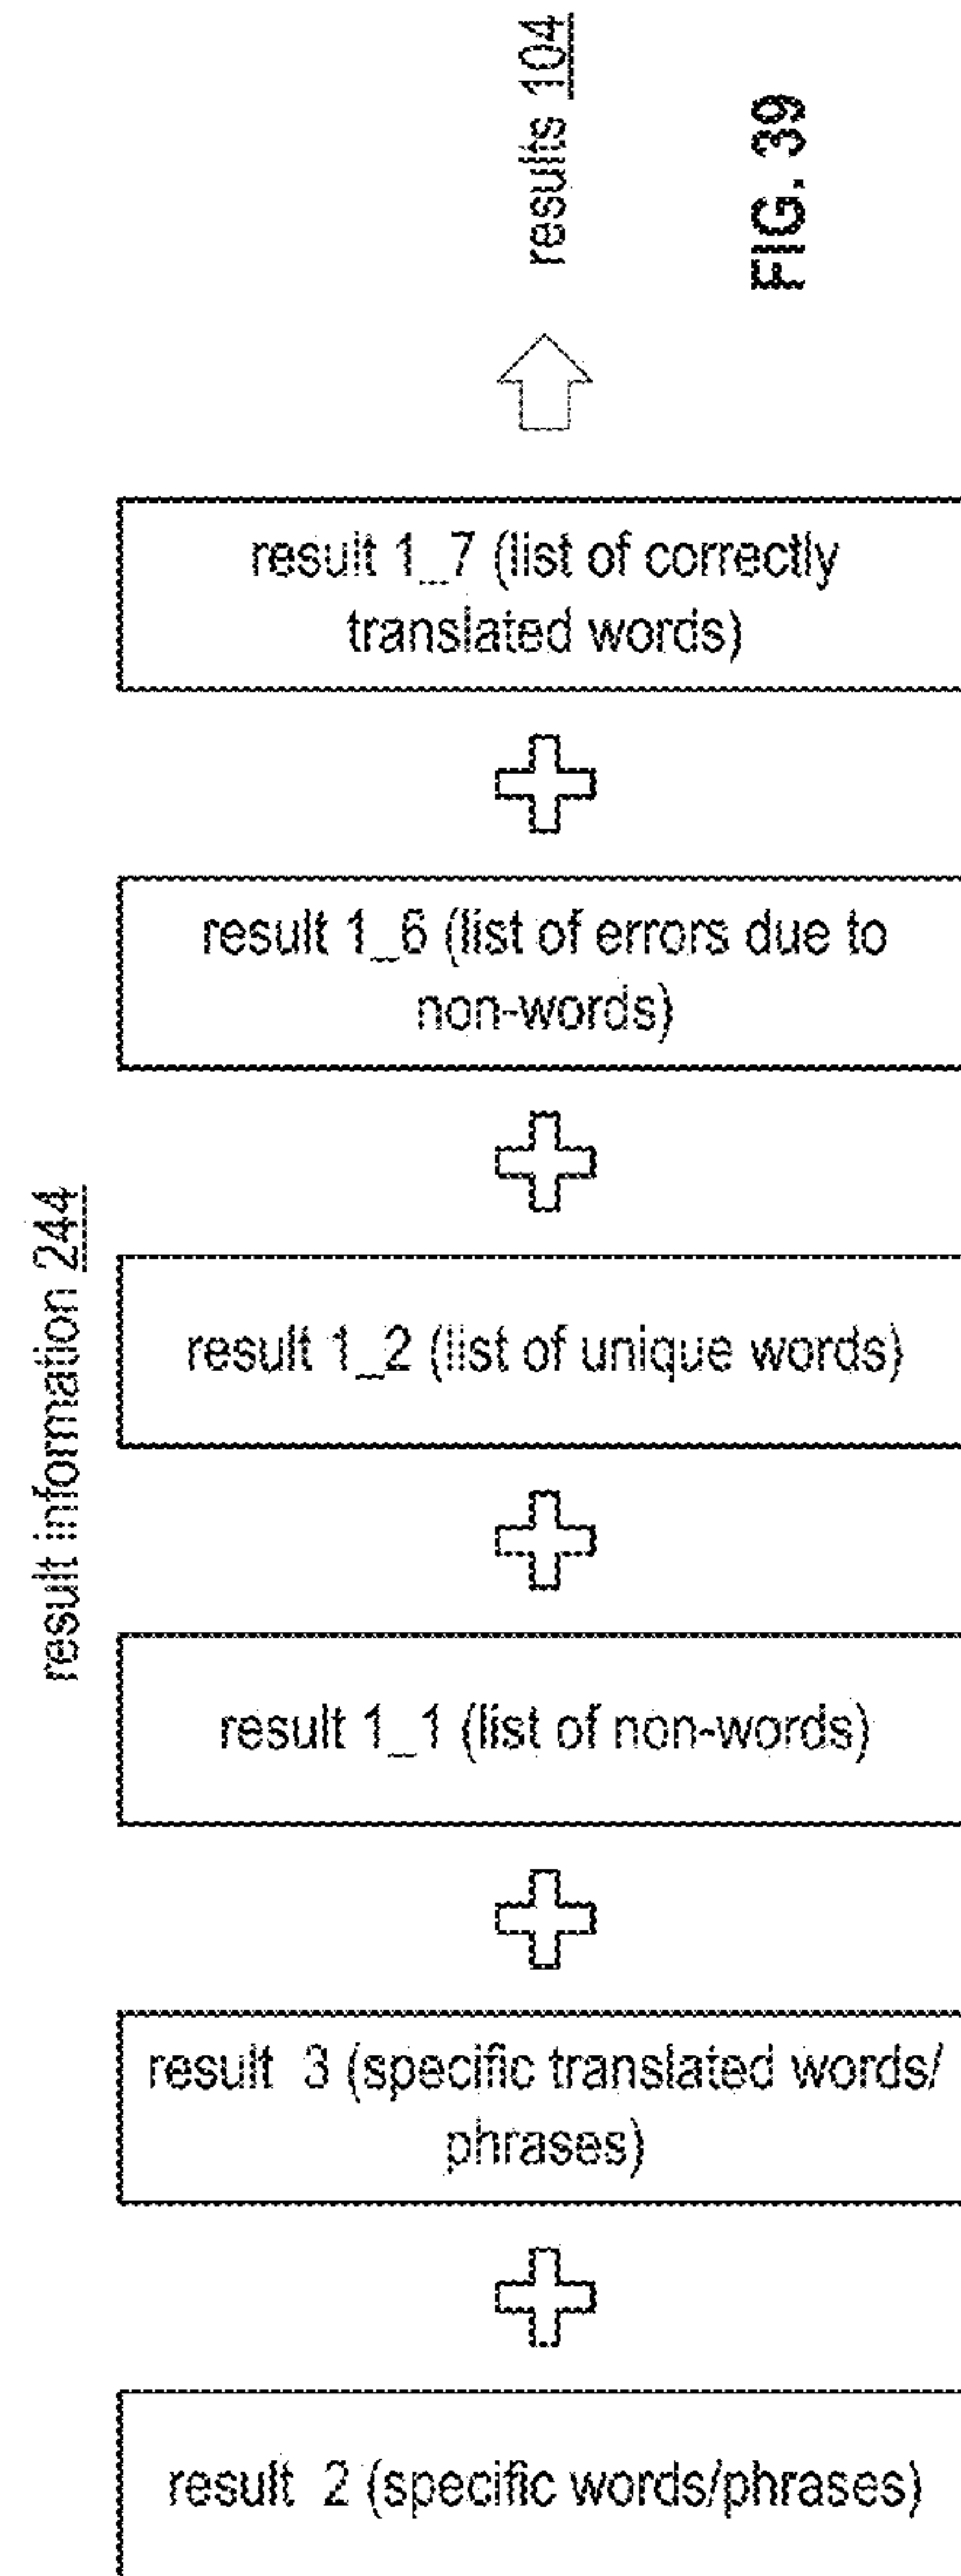 results 104
FIG. 39
result 1_7 (list of correctly
translated words)
result 1_6 (list of errors due to
non-words)
result information 244
result 1_2 (list of unique words)
result 1_1 (list of non-words)
result 3 (specific translated words/
phrases)
result 2 (specific words/phrases)